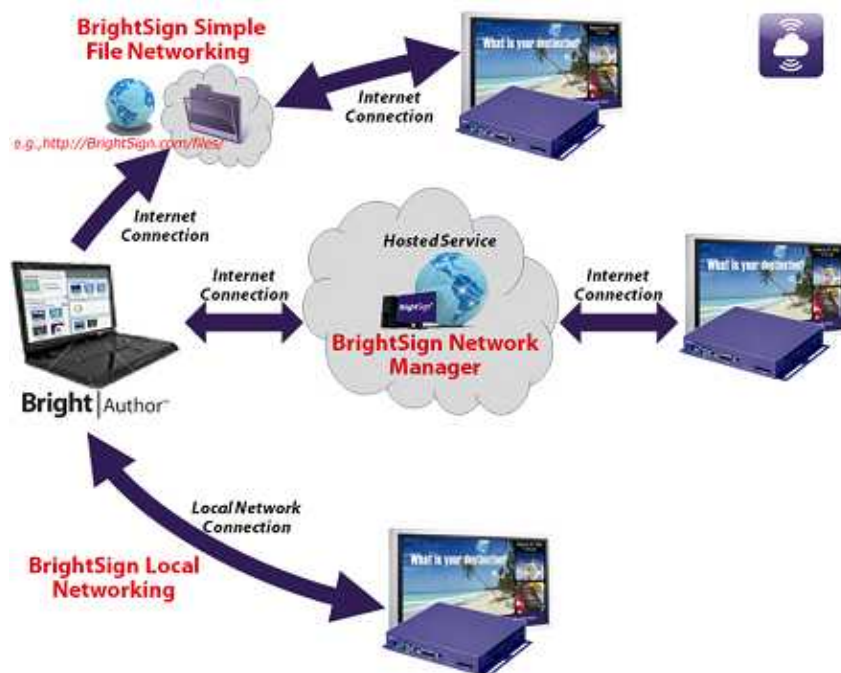 BrightSign Simple
File Networking
e.g.,http://BrightSign.com/files/
Internet
Connection
What is your destination?
Internet
Connection
Hosted Service
Internet
Connection
BrightSign
BrightSign Network
Manager
Internet
Connection
What is your destination?
Bright Author™
Local Network
Connection
BrightSign Local
Networking
What is your destination?